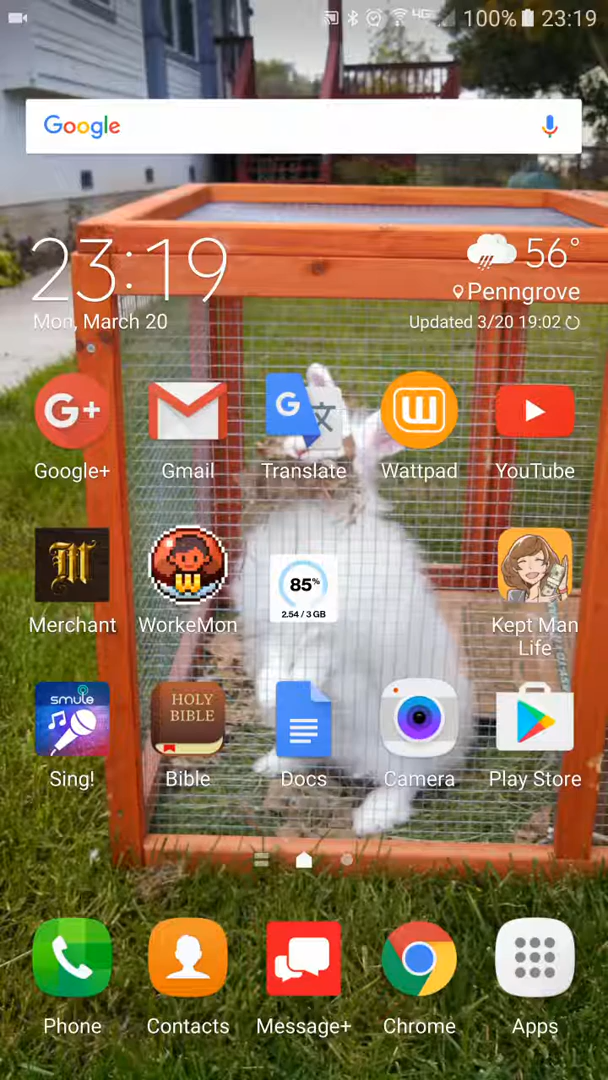 4G 100% 23:19
Google
23:19
56°
Penngrove
Mon, March 20
Updated 3/20 19:02
G+
G
文
W
Google+
Gmail
Translate
Wattpad
YouTube
M
W
85%
2.54 / 3 GB
Merchant
WorkeMon
Kept Man
Life
smule
HOLY
BIBLE
Sing!
Bible
Docs
Camera
Play Store
Phone
Contacts
Message+
Chrome
Apps